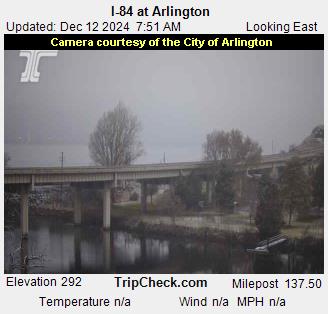 I-84 at Arlington
Updated: Dec 12 2024 7:51 AM Looking East
Camera courtesy of the City of Arlington
Elevation 292 TripCheck.com Milepost 137.50
Temperature n/a Wind n/a MPH n/a